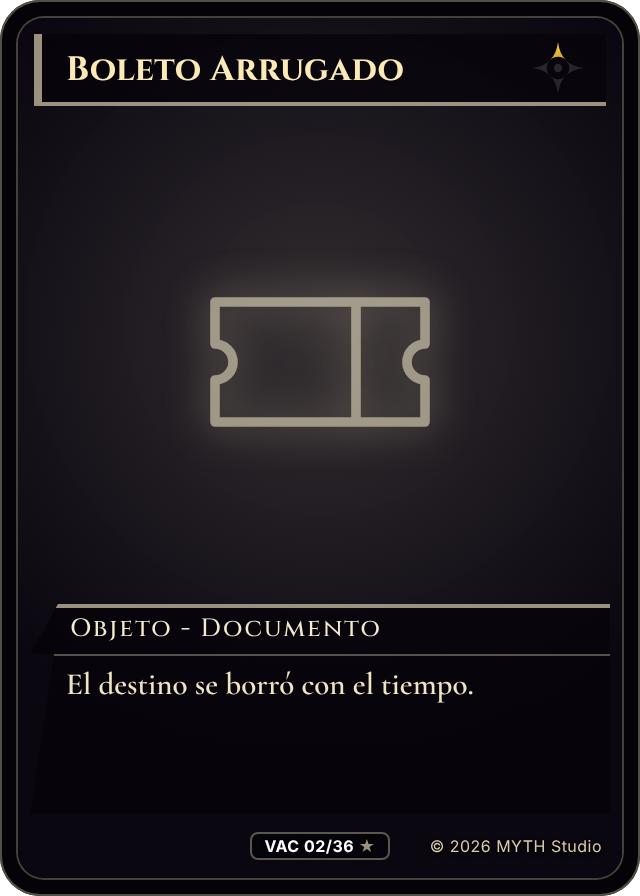 Boleto Arrugado
Objeto - Documento
El destino se borró con el tiempo.
VAC 02/36 ★
© 2026 MYTH Studio